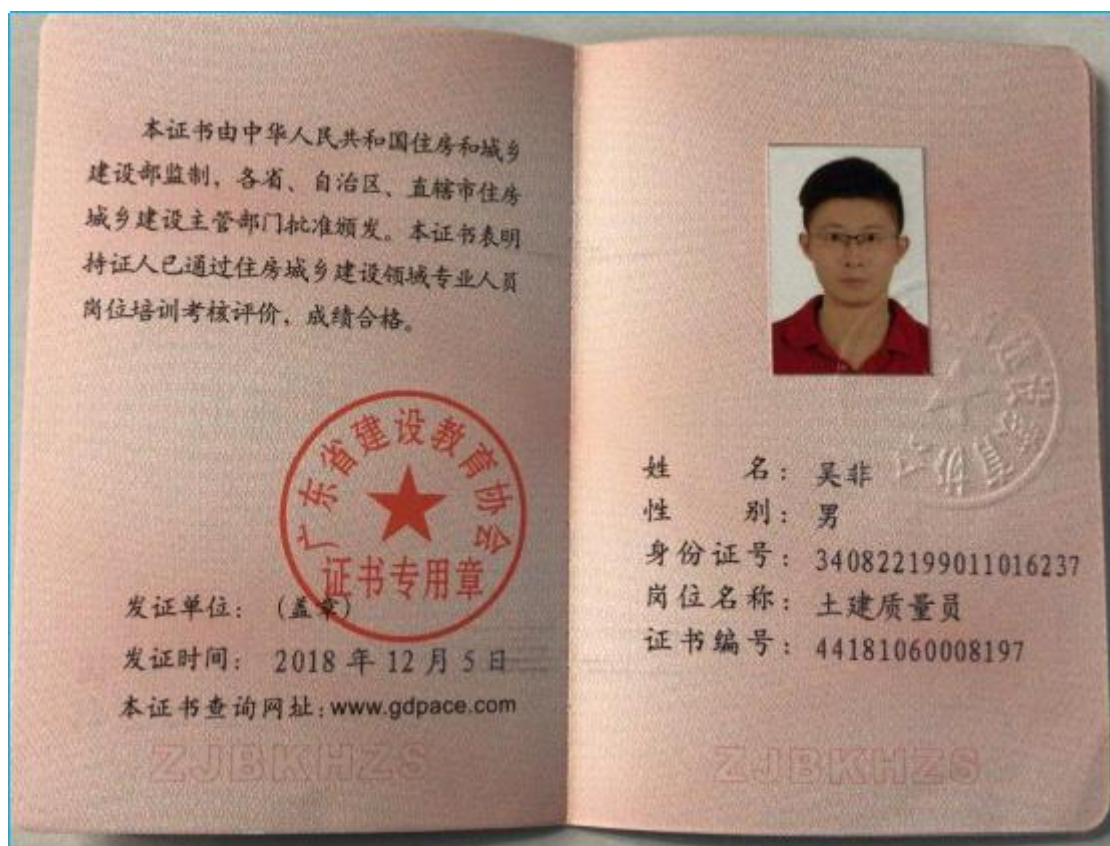 本证书由中华人民共和国住房和城乡
建设部监制，各省、自治区、直辖市住房
城乡建设主管部门批准颁发。本证书表明
持证人已通过住房城乡建设领域专业人员
岗位培训考核评价，成绩合格。
广东省建设教育协会
证书专用章
发证单位：（盖章）
发证时间：2018年12月5日
本证书查询网址：www.gdpace.com
ZJBKHZS
姓名：吴非
性别：男
身份证号：340822199011016237
岗位名称：土建质量员
证书编号：44181060008197
ZJBKHZS